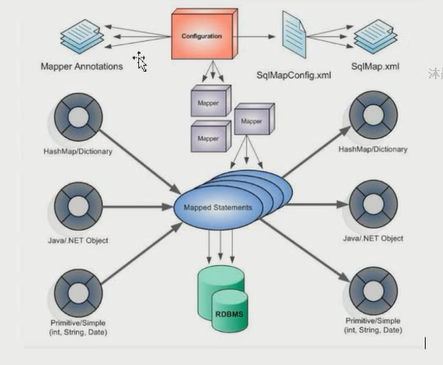 Configuration
Mapper Annotations
SqlMapConfig.xml
SqlMap.xml
Mapper
Mapper
Mapper
HashMap/Dictionary
HashMap/Dictionary
Java/.NET Object
Mapped Statements
Java/.NET Object
RDBMS
Primitive/Simple
(int, String, Date)
Primitive/Simple
(int, String, Date)